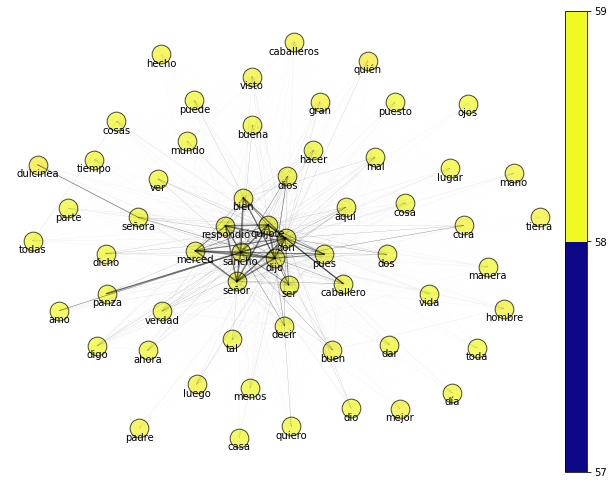 59
caballeros
hecho
quién
visto
puede
gran
puesto
ojos
cosas
buena
mundo
hacer
mal
tiempo
dulcinea
lugar
mano
ver
dios
bien
parte
señora
aquí
cosa
tierra
respondió
quijote
cura
todas
don
58
dicho
merced
sancho
dijo
pues
dos
manera
panza
señor
ser
caballero
vida
amo
verdad
hombre
decir
digo
ahora
tal
buen
dar
toda
luego
menos
día
padre
casa
quiero
dio
mejor
57